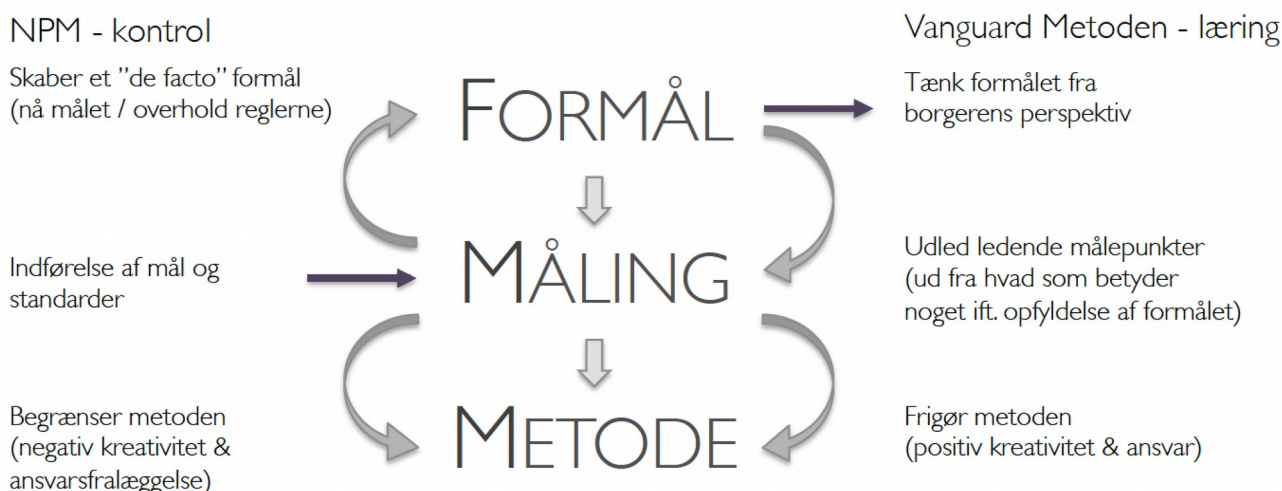 NPM - kontrol
Skaber et ”de facto” formål
(nå målet / overhold reglerne)
Indførelse af mål og
standarder
Begrænser metoden
(negativ kreativitet &
ansvarsfralæggelse)
FORMÅL
MÅLING
METODE
Vanguard Metoden - læring
Tænk formålet fra
borgerens perspektiv
Udled ledende målepunkter
(ud fra hvad som betyder
noget ift. opfyldelse af formålet)
Frigør metoden
(positiv kreativitet & ansvar)